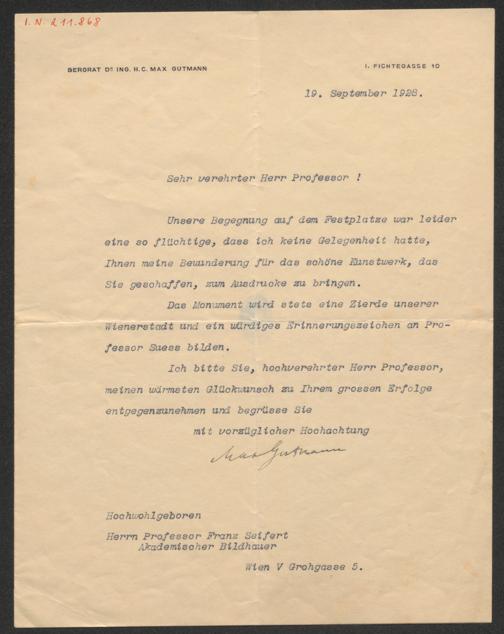 I. N. 211.868
BERGRAT DR ING. H. C. MAX GUTMANN
I. FICHTEGASSE 10
19. September 1928.
Sehr verehrter Herr Professor !
Unsere Begegnung auf dem Festplatze war leider
eine so flüchtige, dass ich keine Gelegenheit hatte,
Ihnen meine Bewunderung für das schöne Kunstwerk, das
Sie geschaffen, zum Ausdrucke zu bringen.
Das Monument wird stets eine Zierde unserer
Wienerstadt und ein würdiges Erinnerungszeichen an Pro-
fessor Suess bilden.
Ich bitte Sie, hochverehrter Herr Professor,
meinen wärmsten Glückwunsch zu Ihrem grossen Erfolge
entgegenzunehmen und begrüsse Sie
mit vorzüglicher Hochachtung
Max Gutmann
Hochwohlgeboren
Herrn Professor Franz Seifert
Akademischer Bildhauer
Wien V Grohgasse 5.